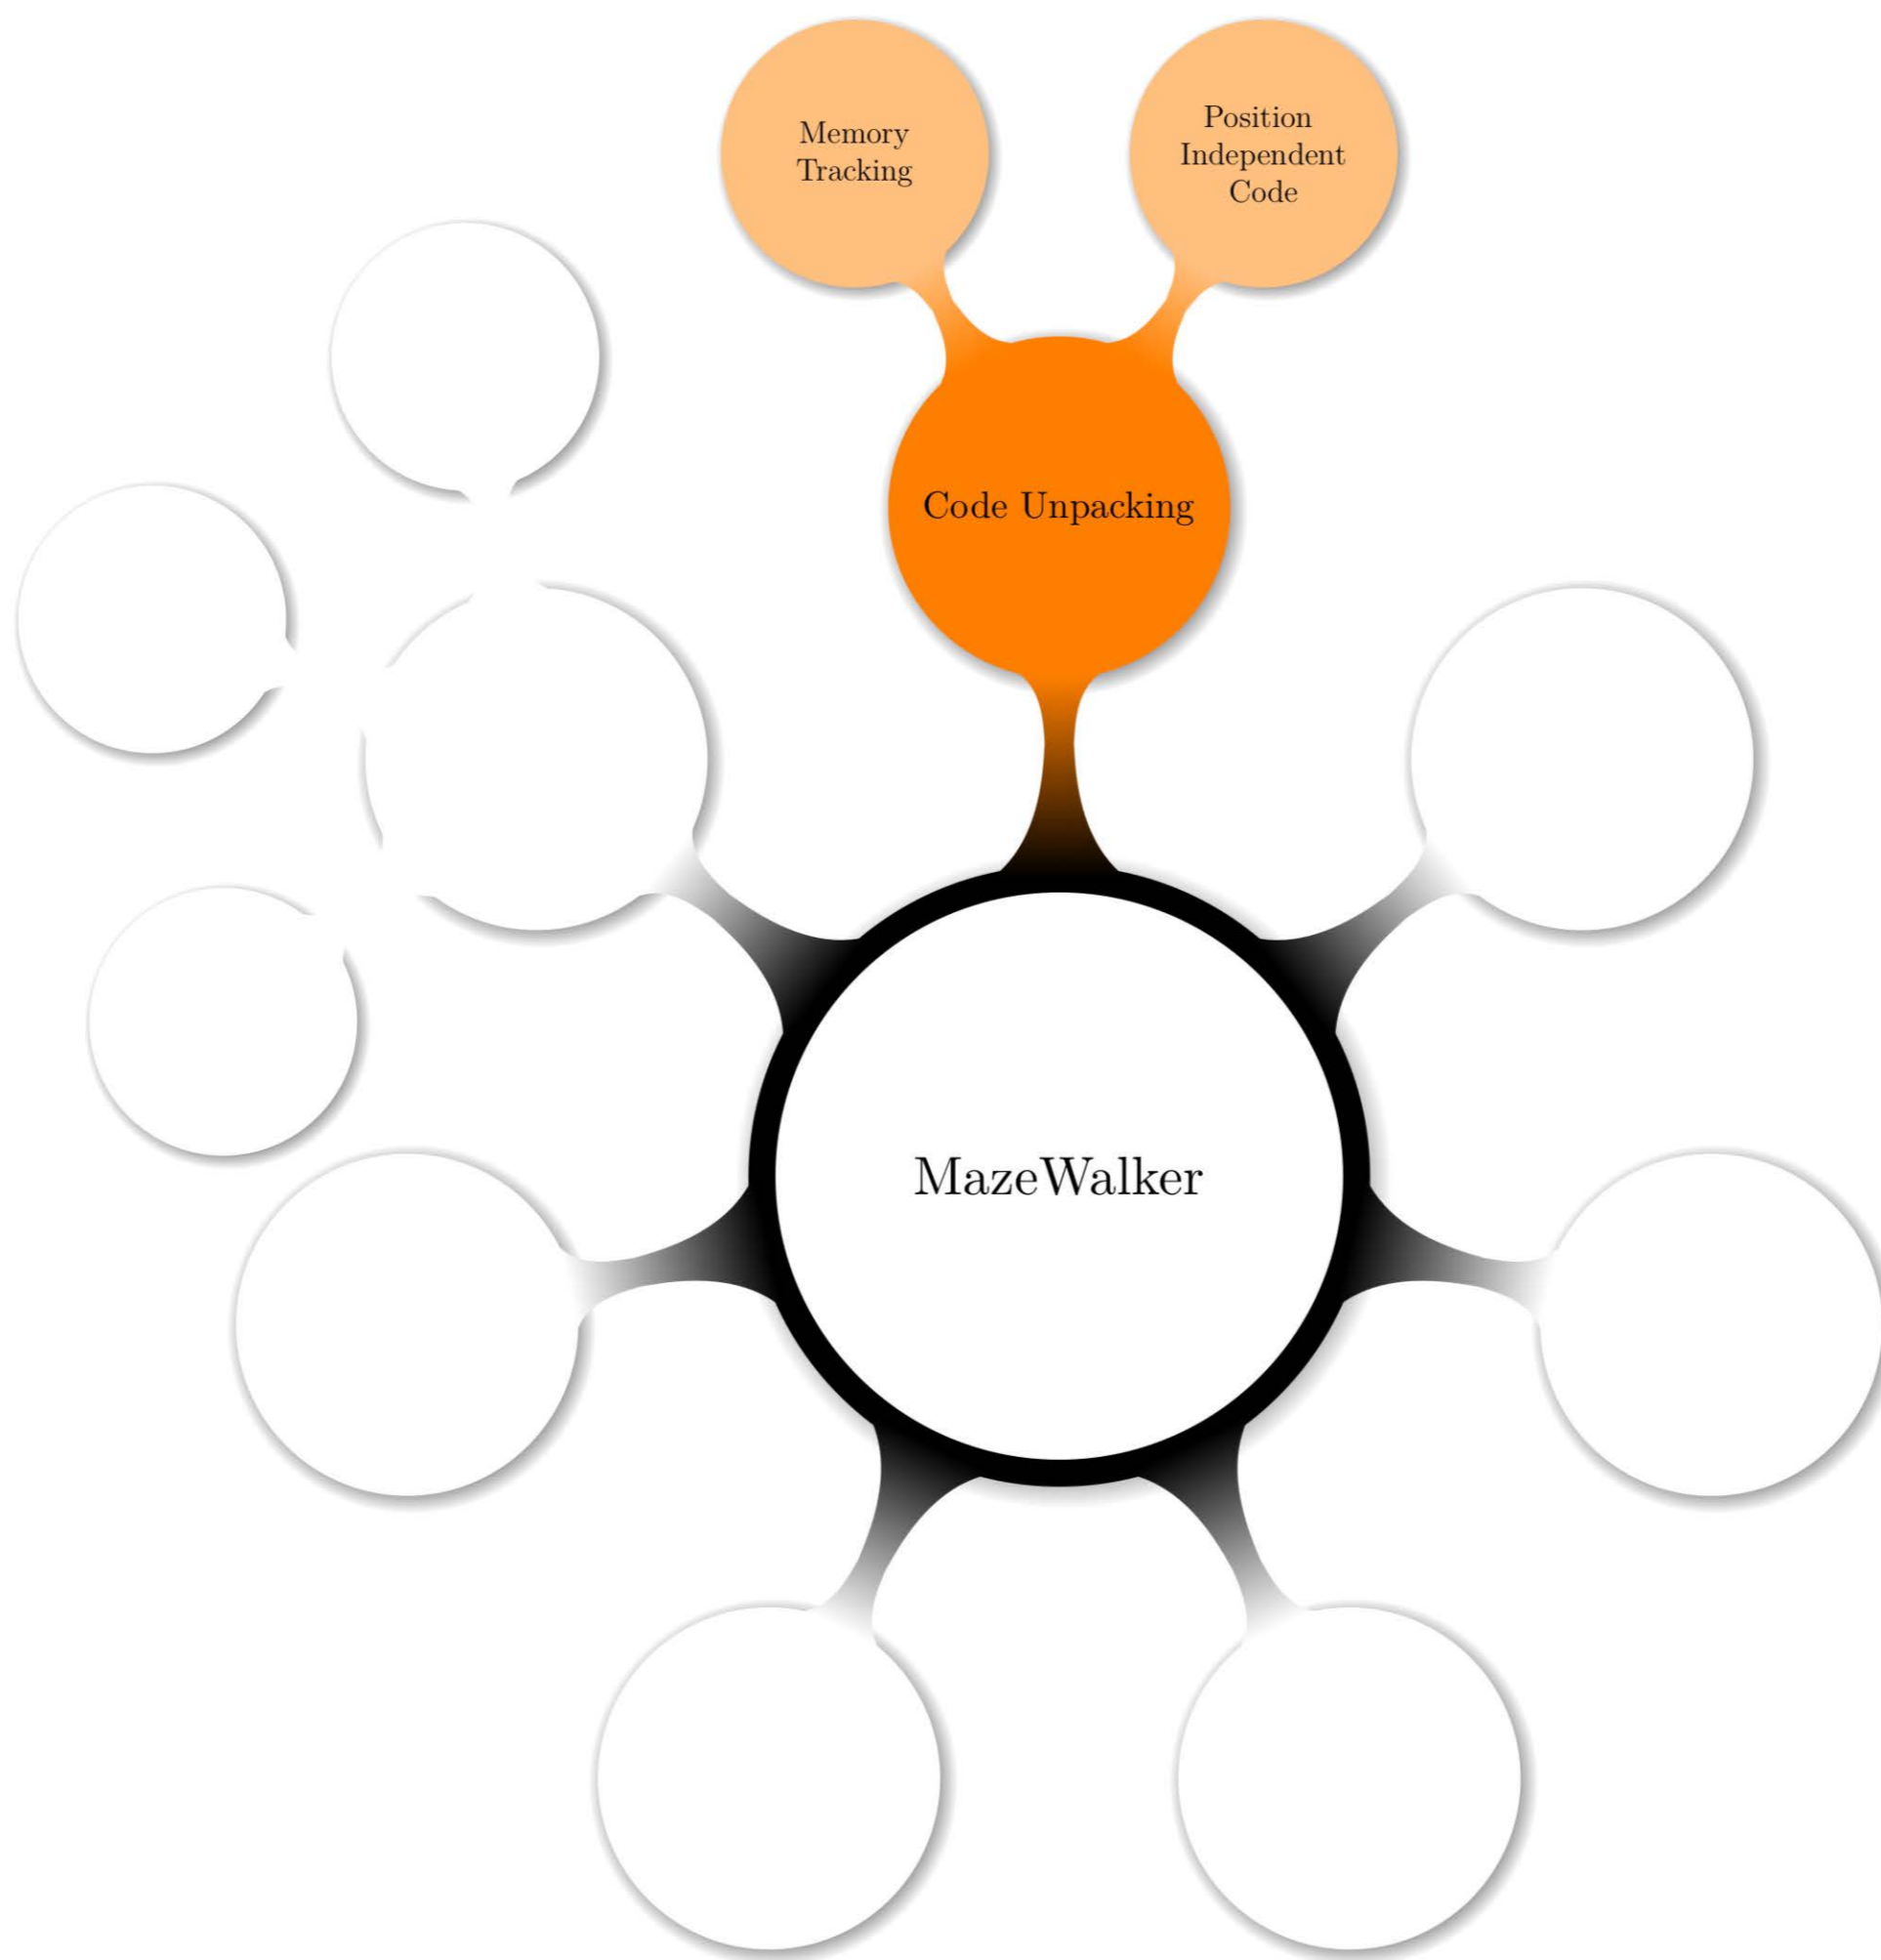 Memory
Tracking
Position
Independent
Code
Code Unpacking
MazeWalker